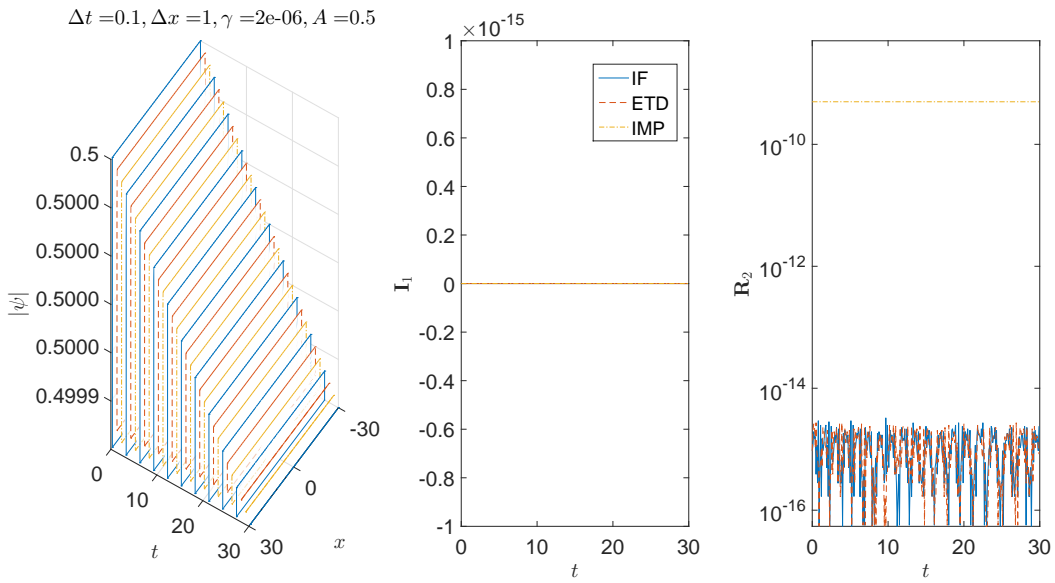 Δt =0.1, Δx =1, γ =2e-06, A =0.5
0.5
0.5000
0.5000
0.5000
0.5000
0.4999
|ψ|
0
10
20
30
t
30
0
-30
x
×10^-15
1
0.8
0.6
0.4
0.2
0
-0.2
-0.4
-0.6
-0.8
-1
I_1
0 10 20 30
t
IF
ETD
IMP
10^-10
10^-12
10^-14
10^-16
R_2
0 10 20 30
t